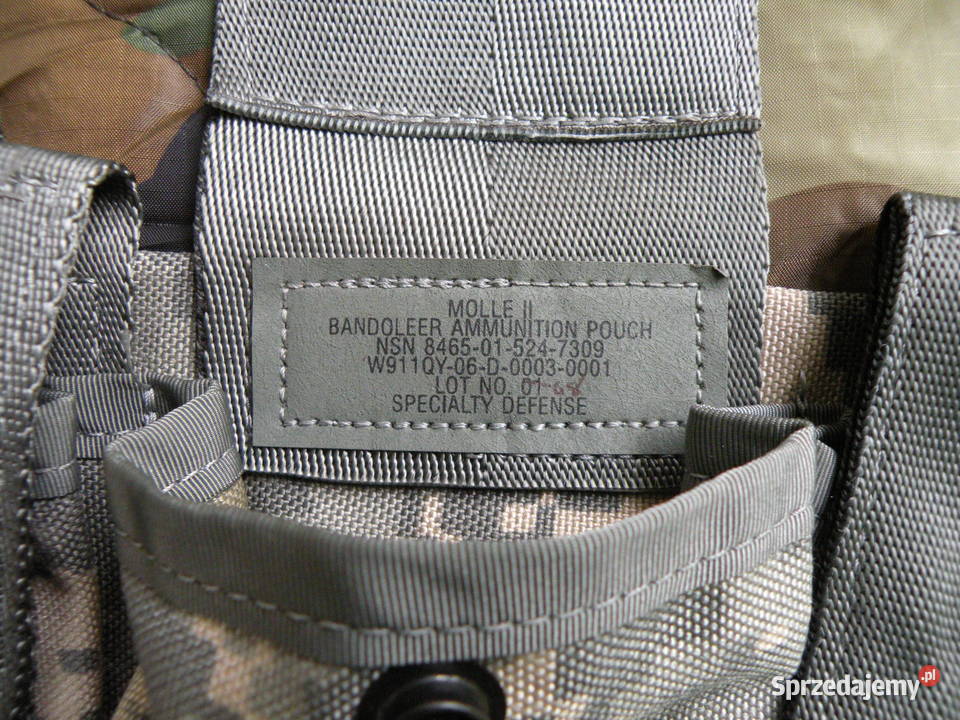 MOLLE II
BANDOLEER AMMUNITION POUCH
NSN 8465-01-524-7309
W911QY-06-D-0003-0001
LOT NO. 01-
SPECIALTY DEFENSE
Sprzedajemy.pl